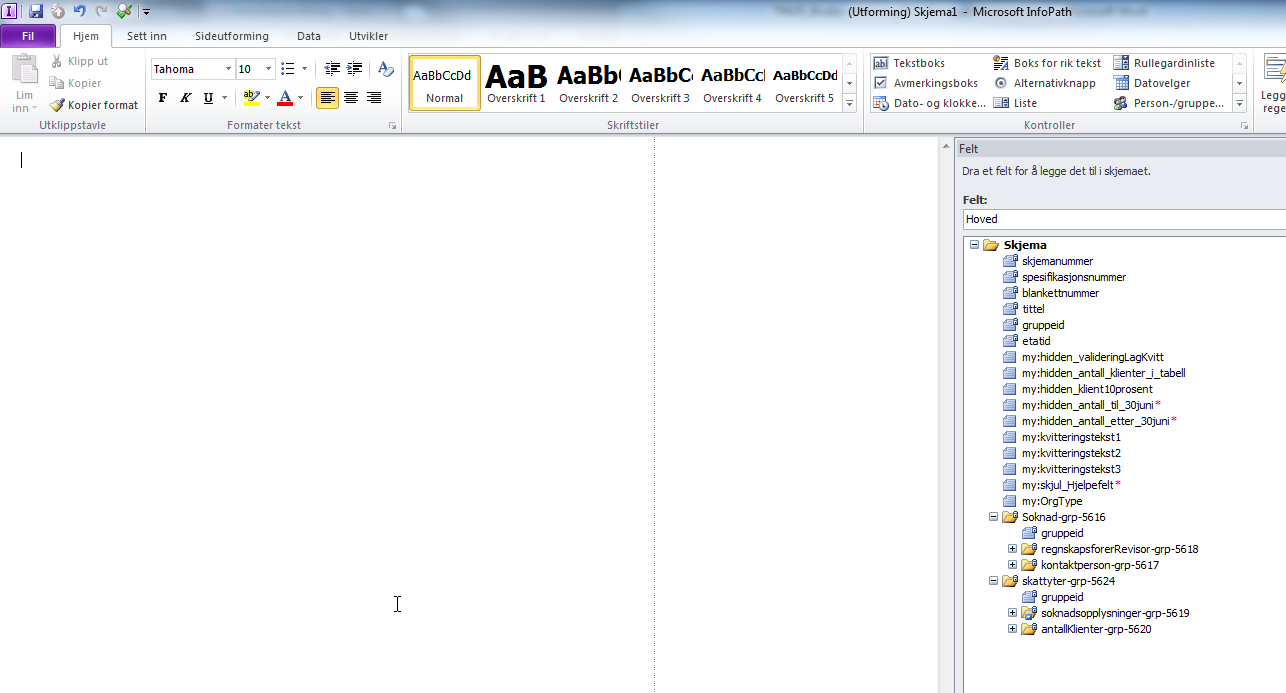 (Utforming) Skjema1 - Microsoft InfoPath
Fil Hjem Sett inn Sideutforming Data Utvikler
Lim inn
Klipp ut
Kopier
Kopier format
Utklippstavle
Tahoma 10
F K U ab A
Formater tekst
AaBbCcDd AaB AaBb( AaBbC AaBbCcl AaBbCcDd
Normal Overskrift 1 Overskrift 2 Overskrift 3 Overskrift 4 Overskrift 5
Skriftstiler
Tekstboks Boks for rik tekst Rullegardinliste
Avmerkingsboks Alternativknapp Datovelger
Dato- og klokke... Liste Person-/gruppe...
Kontroller
Legg
rege
Felt
Dra et felt for å legge det til i skjemaet.
Felt:
Hoved
Skjema
skjemanummer
spesifikasjonsnummer
blankettnummer
tittel
gruppeid
etatid
my:hidden_valideringLagKvitt
my:hidden_antall_klienter_i_tabell
my:hidden_klient10prosent
my:hidden_antall_til_30juni *
my:hidden_antall_etter_30juni *
my:kvitteringstekst1
my:kvitteringstekst2
my:kvitteringstekst3
my:skjul_Hjelpefelt *
my:OrgType
Soknad-grp-5616
gruppeid
regnskapsforerRevisor-grp-5618
kontaktperson-grp-5617
skattyter-grp-5624
gruppeid
soknadsopplysninger-grp-5619
antallKlienter-grp-5620